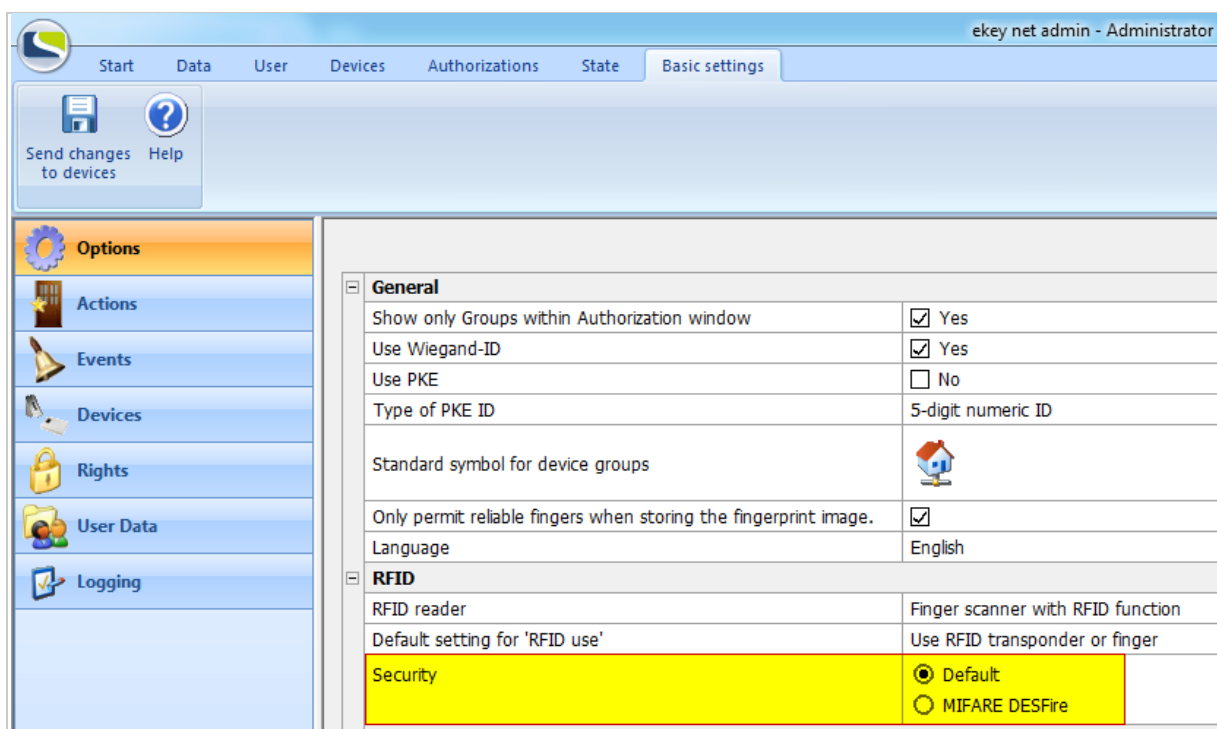 ekey net admin - Administrator
Start Data User Devices Authorizations State Basic settings
Send changes to devices
Help
Options
Actions
Events
Devices
Rights
User Data
Logging
General
Show only Groups within Authorization window Yes
Use Wiegand-ID Yes
Use PKE No
Type of PKE ID 5-digit numeric ID
Standard symbol for device groups
Only permit reliable fingers when storing the fingerprint image.
Language English
RFID
RFID reader Finger scanner with RFID function
Default setting for 'RFID use' Use RFID transponder or finger
Security Default
MIFARE DESFire